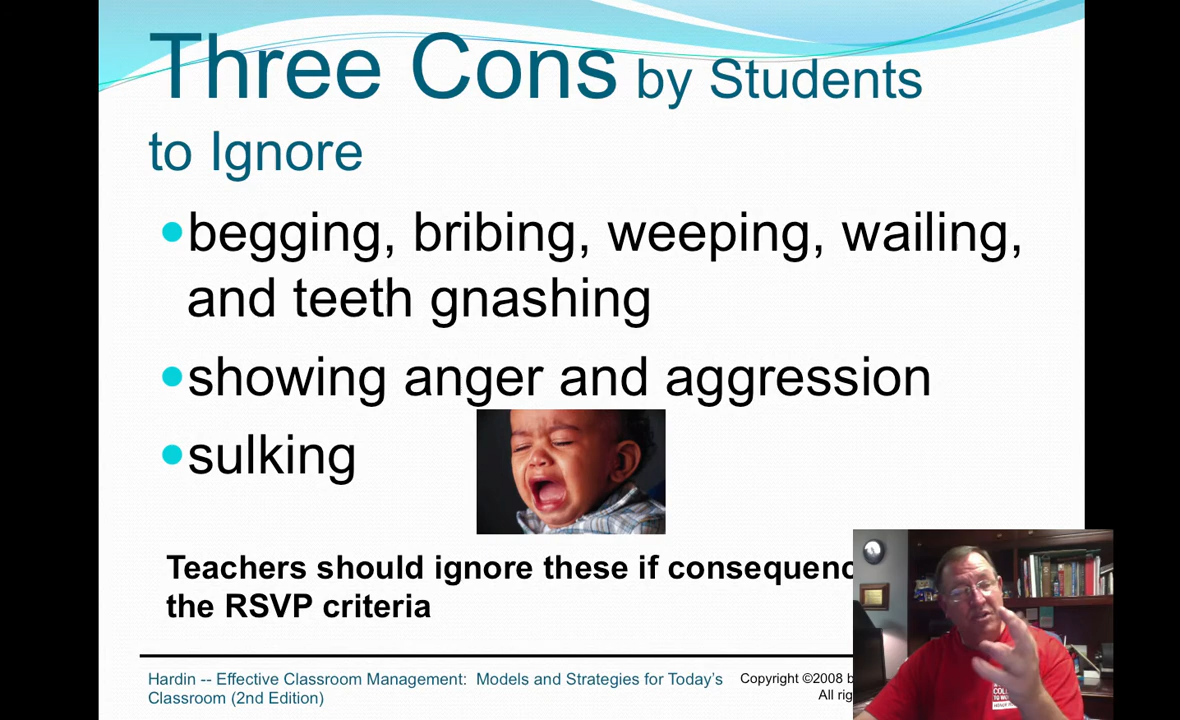 Three Cons by Students
to Ignore
begging, bribing, weeping, wailing,
and teeth gnashing
showing anger and aggression
sulking
Teachers should ignore these if
the RSVP criteria
Hardin -- Effective Classroom Management: Models and Strategies for Today's
Classroom (2nd Edition)
Copyright ©2008
All